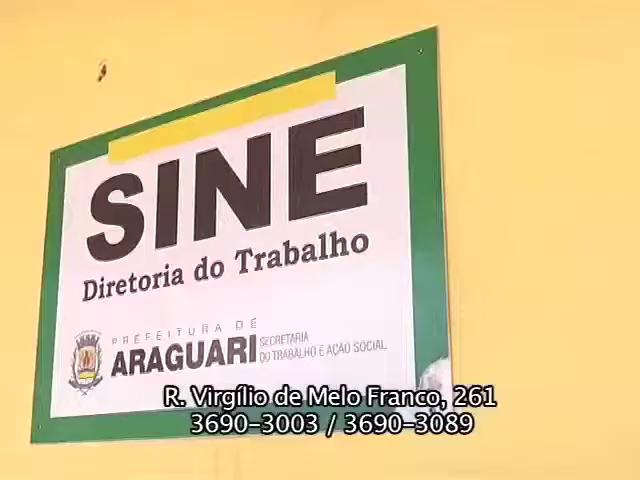 SINE
Diretoria do Trabalho
PREFEITURA DE
ARAGUARI
SECRETARIA
DO TRABALHO E AÇÃO SOCIAL
R. Virgílio de Melo Franco, 261
3690-3003 / 3690-3089